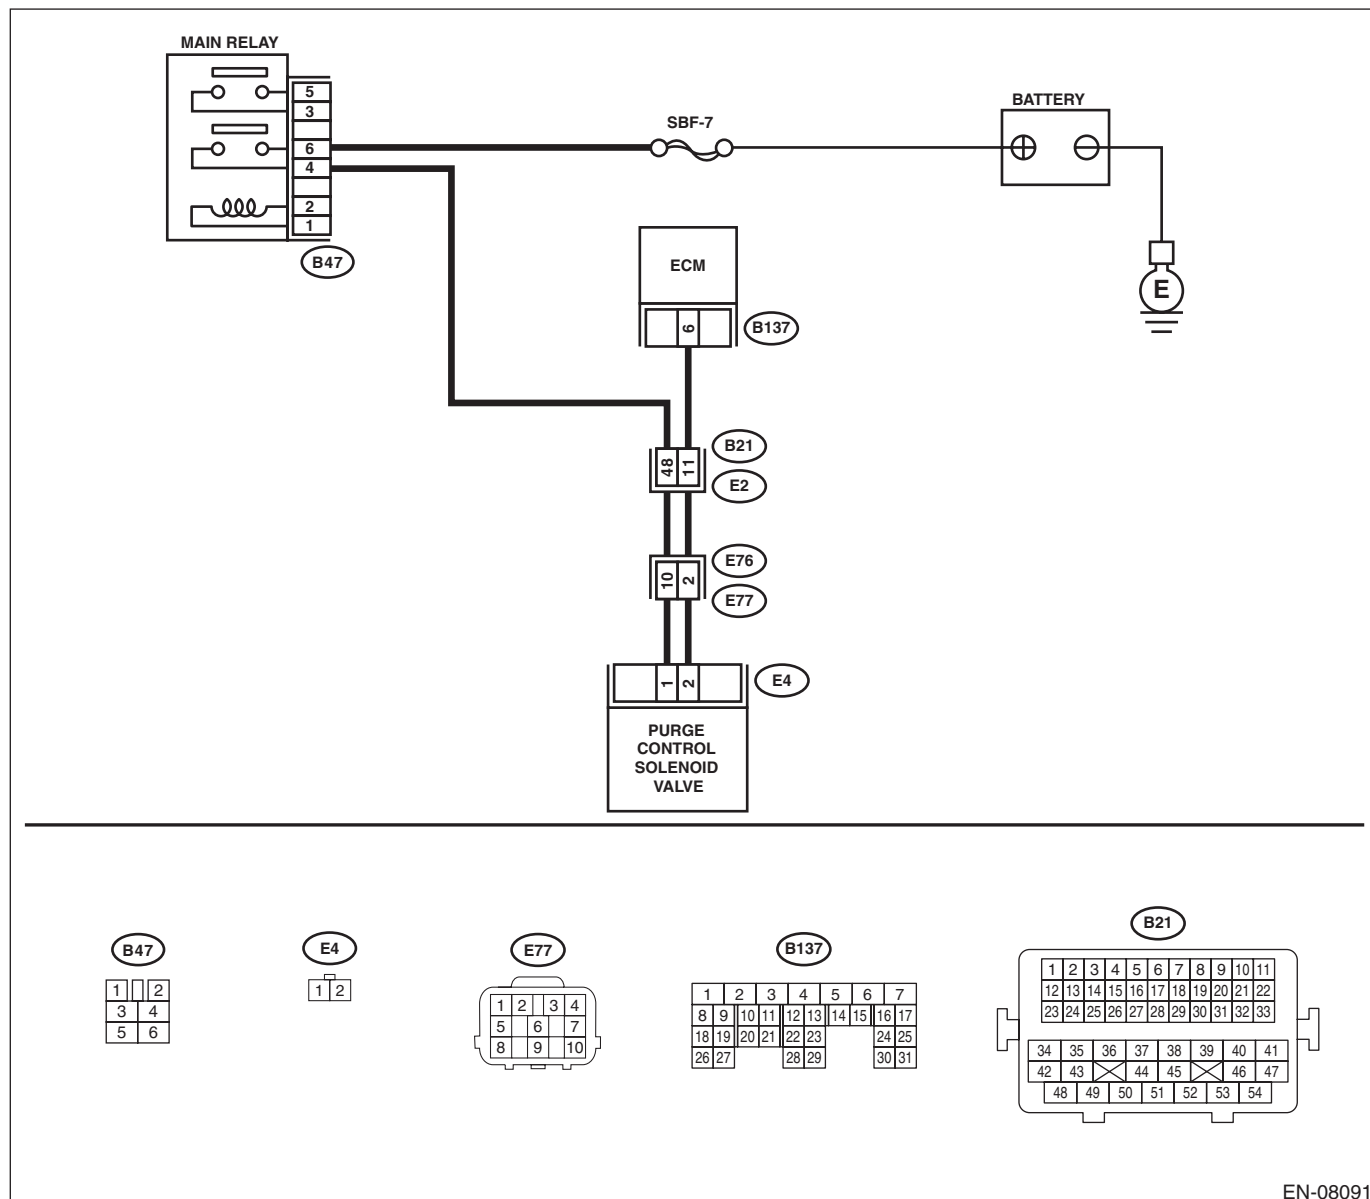 MAIN RELAY
5
3
6
4
2
1
B47
SBF-7
BATTERY
E
ECM
6
B137
48 11
B21
E2
10 2
E76
E77
1 2
E4
PURGE
CONTROL
SOLENOID
VALVE
B47
1 2
3 4
5 6
E4
1 2
E77
1 2 3 4
5 6 7
8 9 10
B137
1 2 3 4 5 6 7
8 9 10 11 12 13 14 15 16 17
18 19 20 21 22 23 24 25
26 27 28 29 30 31
B21
1 2 3 4 5 6 7 8 9 10 11
12 13 14 15 16 17 18 19 20 21 22
23 24 25 26 27 28 29 30 31 32 33
34 35 36 37 38 39 40 41
42 43 44 45 46 47
48 49 50 51 52 53 54
EN-08091